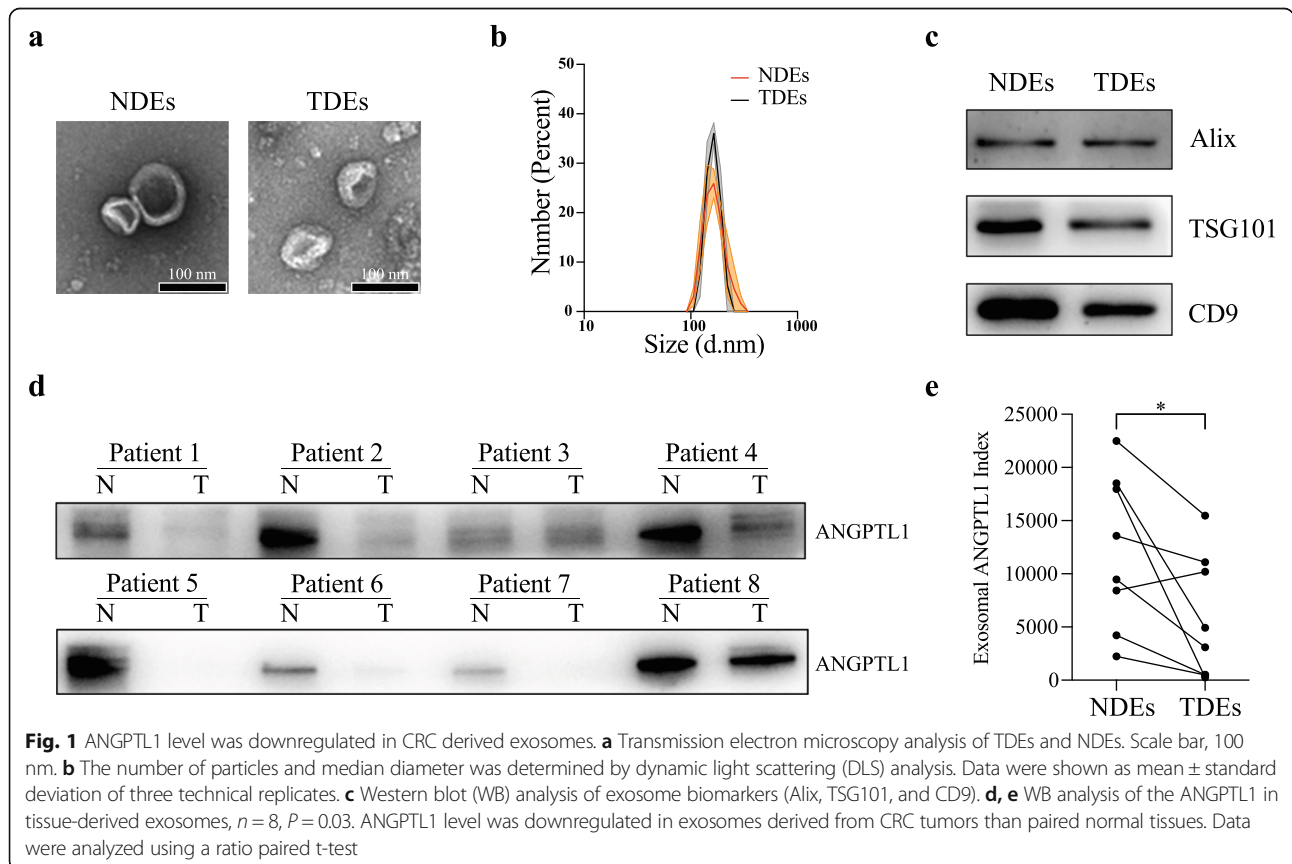 a
NDEs
TDEs
100 nm
100 nm
b
50
40
30
20
10
0
Nnmber (Percent)
10
100
1000
Size (d.nm)
NDEs
TDEs
c
NDEs TDEs
Alix
TSG101
CD9
d
Patient 1 Patient 2 Patient 3 Patient 4
N T N T N T N T
ANGPTL1
Patient 5 Patient 6 Patient 7 Patient 8
N T N T N T N T
ANGPTL1
e
Exosomal ANGPTL1 Index
25000
20000
15000
10000
5000
0
*
NDEs TDEs
Fig. 1 ANGPTL1 level was downregulated in CRC derived exosomes. a Transmission electron microscopy analysis of TDEs and NDEs. Scale bar, 100
nm. b The number of particles and median diameter was determined by dynamic light scattering (DLS) analysis. Data were shown as mean ± standard
deviation of three technical replicates. c Western blot (WB) analysis of exosome biomarkers (Alix, TSG101, and CD9). d, e WB analysis of the ANGPTL1 in
tissue-derived exosomes, n = 8, P = 0.03. ANGPTL1 level was downregulated in exosomes derived from CRC tumors than paired normal tissues. Data
were analyzed using a ratio paired t-test